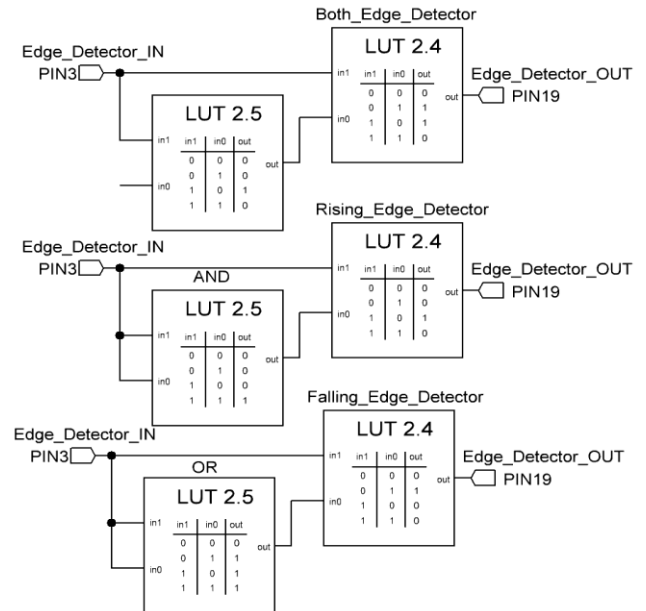 Both_Edge_Detector
Edge_Detector_IN
PIN3
LUT 2.4
in1 in0 out
0 0 0
0 1 1
1 0 1
1 1 0
in1
in0
out
Edge_Detector_OUT
PIN19
LUT 2.5
in1 in0 out
0 0 0
0 1 0
1 0 1
1 1 0
in1
in0
out
Rising_Edge_Detector
Edge_Detector_IN
PIN3
LUT 2.4
in1 in0 out
0 0 0
0 1 0
1 0 1
1 1 0
in1
in0
out
Edge_Detector_OUT
PIN19
AND
LUT 2.5
in1 in0 out
0 0 0
0 1 0
1 0 0
1 1 1
in1
in0
out
Falling_Edge_Detector
Edge_Detector_IN
PIN3
LUT 2.4
in1 in0 out
0 0 0
0 1 1
1 0 0
1 1 0
in1
in0
out
Edge_Detector_OUT
PIN19
OR
LUT 2.5
in1 in0 out
0 0 0
0 1 1
1 0 1
1 1 1
in1
in0
out